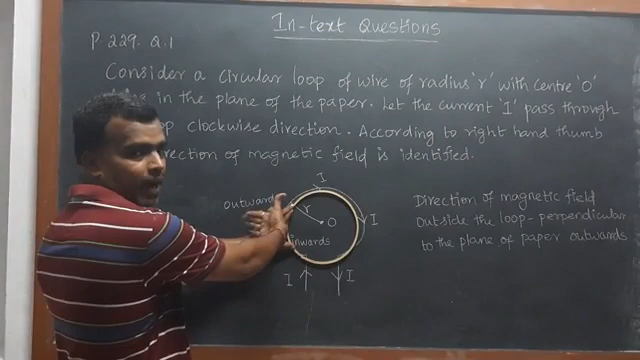 In-text Questions
P. 229. Q.1
Consider a circular loop of wire of radius 'r' with centre 'O'
in the plane of the paper. Let the current 'I' pass through
clockwise direction. According to right hand thumb
direction of magnetic field is identified.
I
outward
r
O
I
inwards
I
I
Direction of magnetic field
outside the loop - perpendicular
to the plane of paper outwards